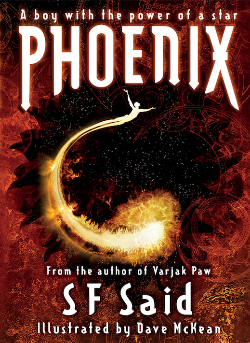 A boy with the power of a star
PHOENIX
From the author of Varjak Paw
SF Said
Illustrated by Dave McKean